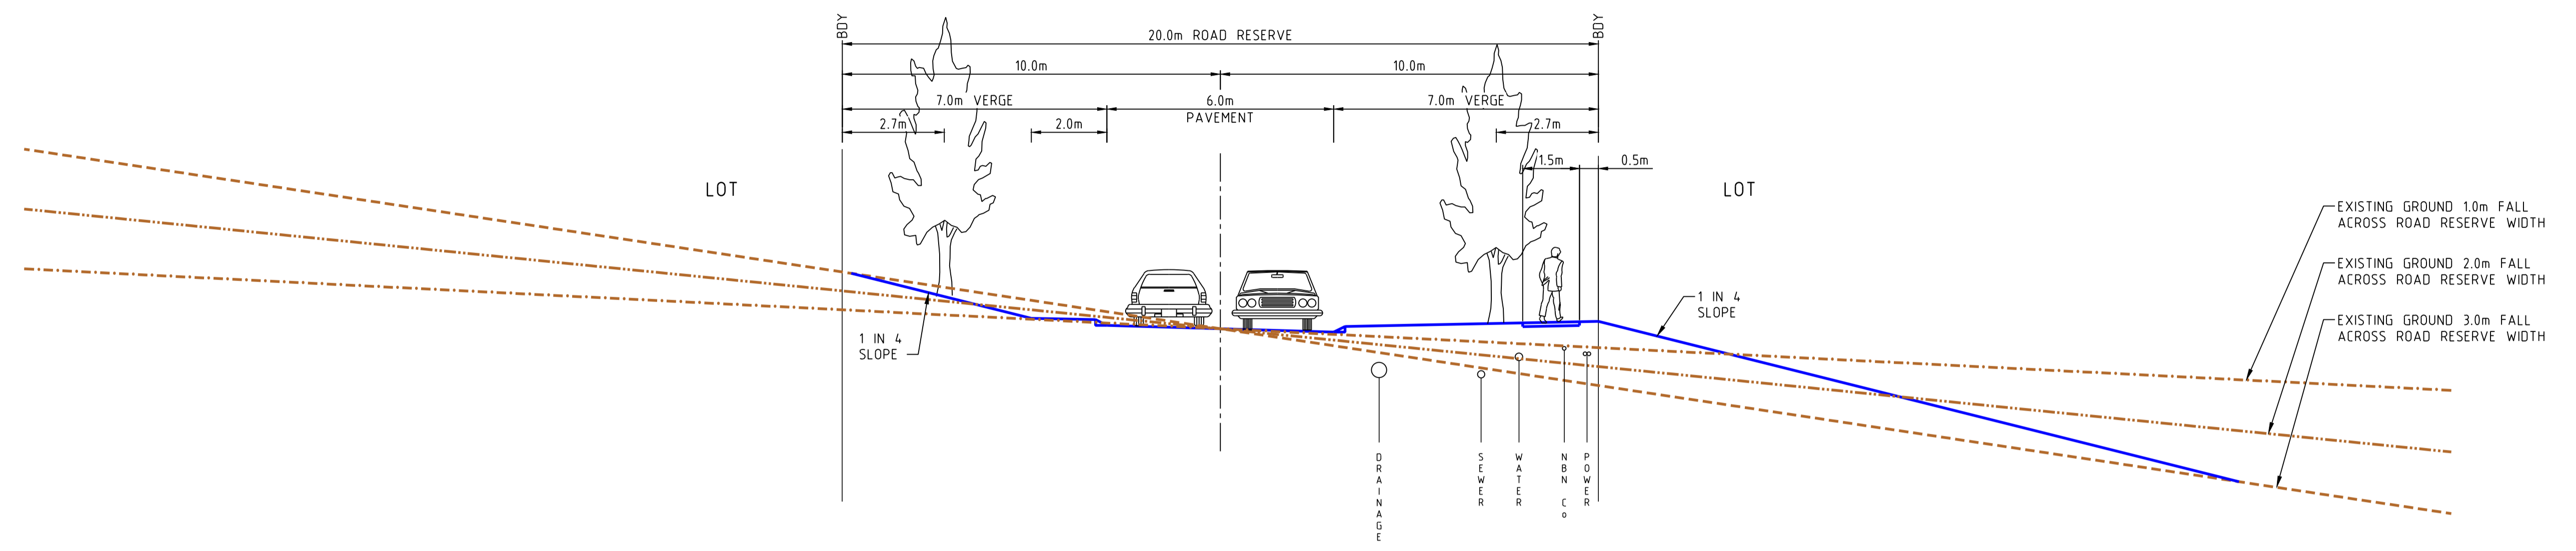 BDY
BDY
20.0m ROAD RESERVE
10.0m
10.0m
7.0m VERGE
6.0m
7.0m VERGE
PAVEMENT
2.7m
2.0m
2.7m
1.5m
0.5m
LOT
LOT
EXISTING GROUND 1.0m FALL
ACROSS ROAD RESERVE WIDTH
EXISTING GROUND 2.0m FALL
ACROSS ROAD RESERVE WIDTH
EXISTING GROUND 3.0m FALL
ACROSS ROAD RESERVE WIDTH
1 IN 4
SLOPE
1 IN 4
SLOPE
DRAINAGE
SEWER
WATER
NBN Co
POWER